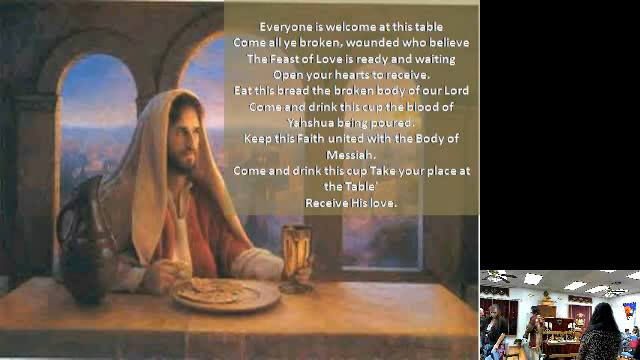 Everyone is welcome at this table
Come all ye broken, wounded who believe
The Feast of Love is ready and waiting
Open your hearts to receive.
Eat this bread the broken body of our Lord
Come and drink this cup the blood of
Yahshua being poured.
Keep this Faith united with the Body of
Messiah.
Come and drink this cup Take your place at
the Table'
Receive His love.